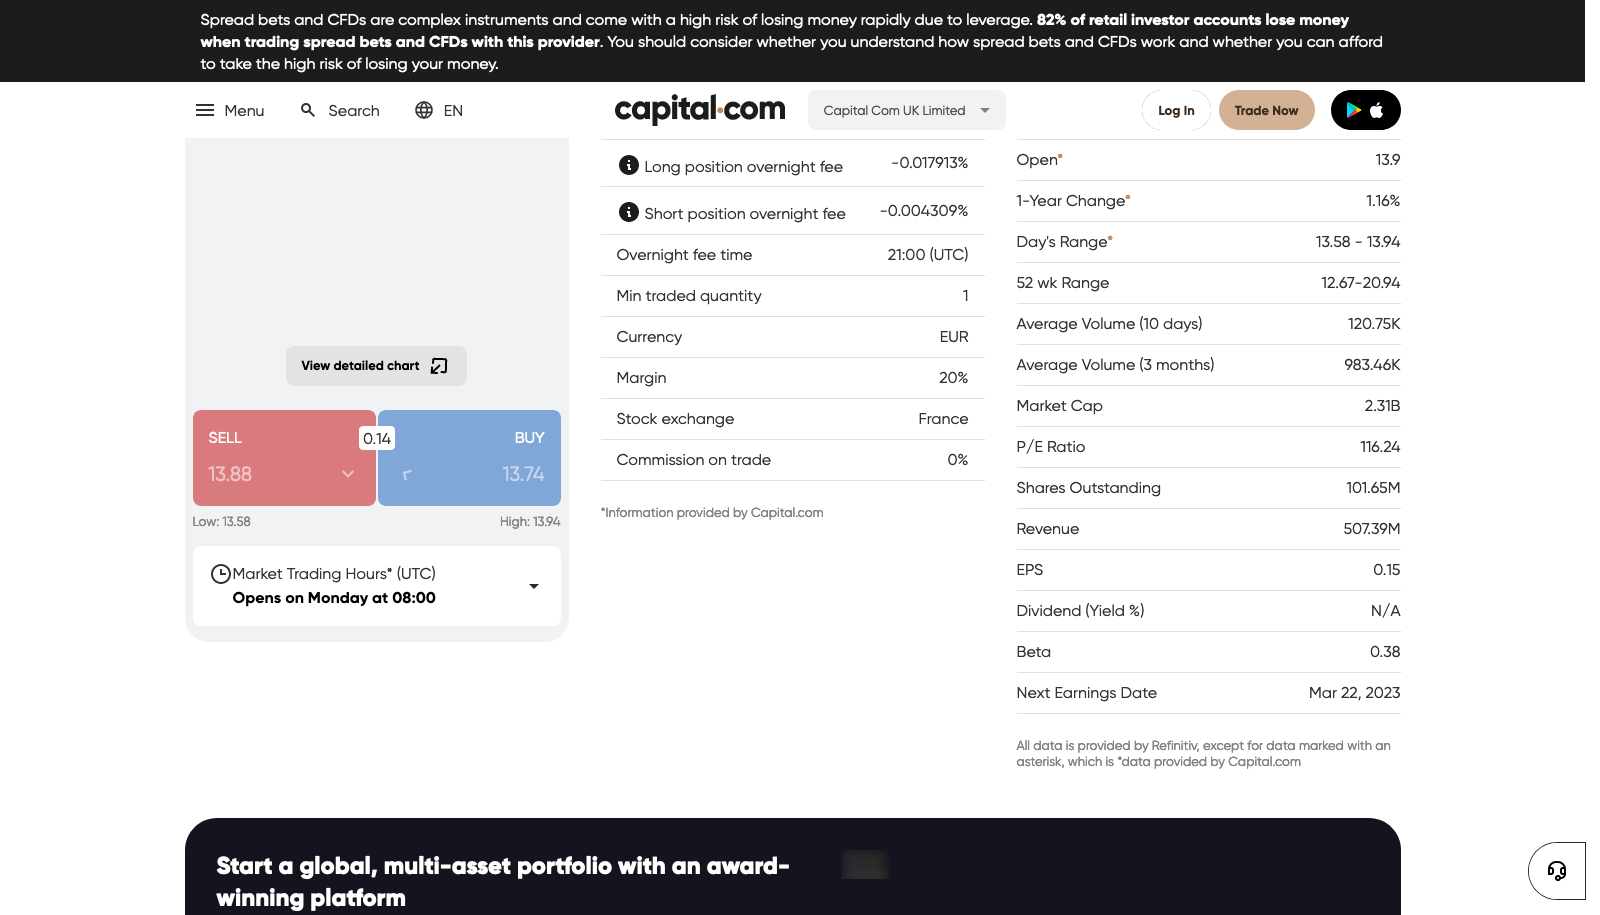 Spread bets and CFDs are complex instruments and come with a high risk of losing money rapidly due to leverage. 82% of retail investor accounts lose money
when trading spread bets and CFDs with this provider. You should consider whether you understand how spread bets and CFDs work and whether you can afford
to take the high risk of losing your money.
Menu Search EN capital.com Capital Com UK Limited Log In Trade Now
View detailed chart
SELL 0.14 BUY
13.88 13.74
Low: 13.58 High: 13.94
Market Trading Hours* (UTC)
Opens on Monday at 08:00
Long position overnight fee -0.017913%
Short position overnight fee -0.004309%
Overnight fee time 21:00 (UTC)
Min traded quantity 1
Currency EUR
Margin 20%
Stock exchange France
Commission on trade 0%
*Information provided by Capital.com
Open* 13.9
1-Year Change* 1.16%
Day's Range* 13.58 - 13.94
52 wk Range 12.67-20.94
Average Volume (10 days) 120.75K
Average Volume (3 months) 983.46K
Market Cap 2.31B
P/E Ratio 116.24
Shares Outstanding 101.65M
Revenue 507.39M
EPS 0.15
Dividend (Yield %) N/A
Beta 0.38
Next Earnings Date Mar 22, 2023
All data is provided by Refinitiv, except for data marked with an
asterisk, which is *data provided by Capital.com
Start a global, multi-asset portfolio with an award-
winning platform